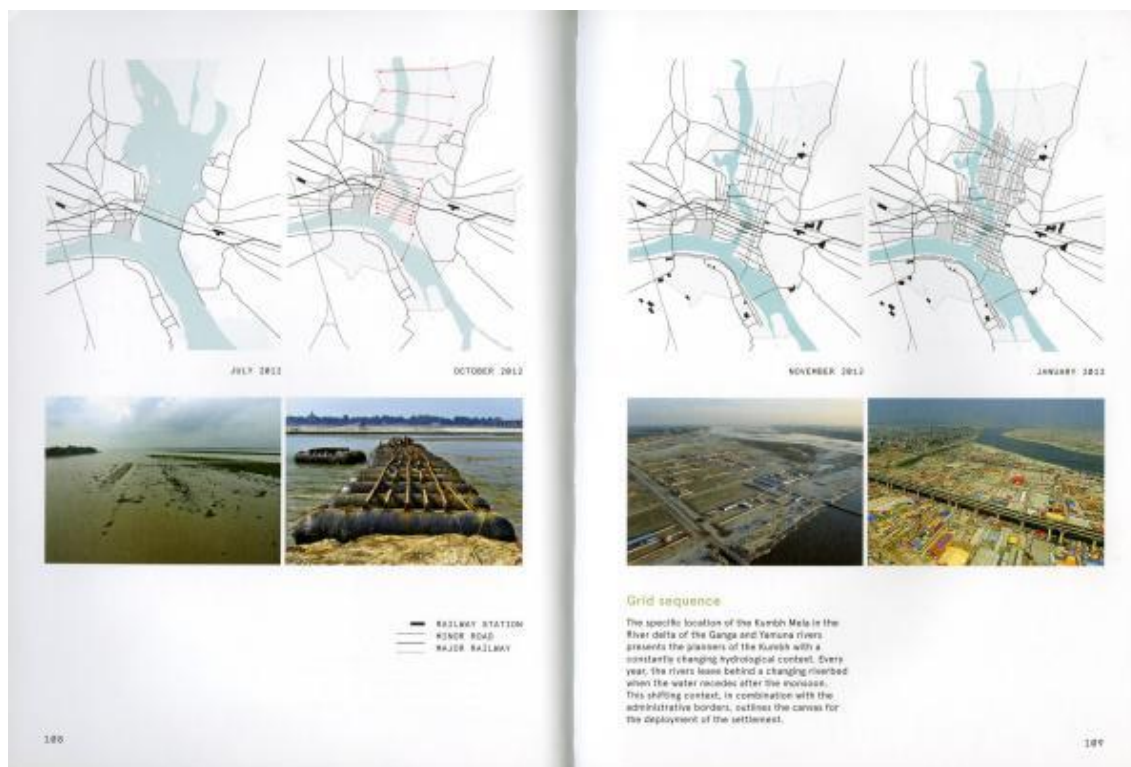 JULY 2012
OCTOBER 2012
NOVEMBER 2012
JANUARY 2013
RAILWAY STATION
MINOR ROAD
MAJOR RAILWAY
Grid sequence
The specific location of the Kumbh Mela in the
River delta of the Ganga and Yamuna rivers
presents the planners of the Kumbh with a
constantly changing hydrological context. Every
year, the rivers leave behind a changing riverbed
when the water recedes after the monsoon.
This shifting context, in combination with the
administrative borders, outlines the canvas for
the deployment of the settlement.
108
109